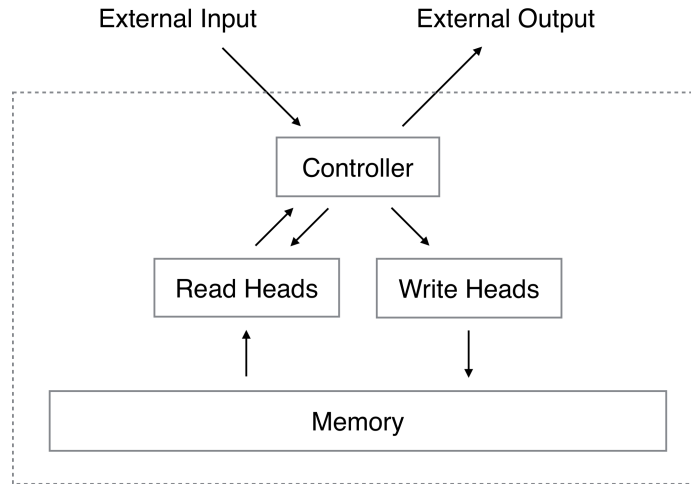 External Input
External Output
Controller
Read Heads
Write Heads
Memory